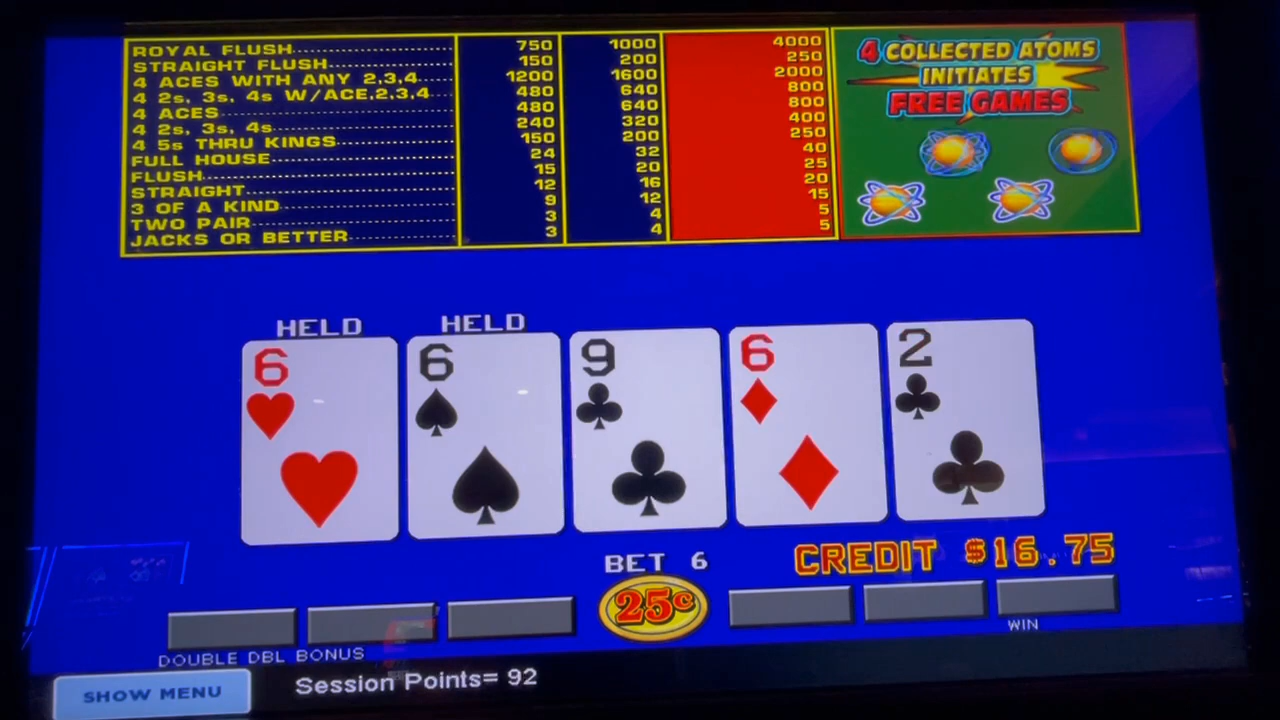 ROYAL FLUSH 750 1000 4000
STRAIGHT FLUSH 150 200 250
4 ACES WITH ANY 2,3,4 1200 1600 2000
4 2s, 3s, 4s W/ACE,2,3,4 480 640 800
4 ACES 480 640 800
4 2s, 3s, 4s 240 320 400
4 5s THRU KINGS 150 200 250
FULL HOUSE 24 32 40
FLUSH 15 20 25
STRAIGHT 12 16 20
3 OF A KIND 9 12 15
TWO PAIR 3 4 5
JACKS OR BETTER 3 4 5
4 COLLECTED ATOMS
INITIATES
FREE GAMES
HELD HELD
6 6 9 6 2
BET 6
CREDIT $16.75
25¢
WIN
DOUBLE DBL BONUS
SHOW MENU
Session Points= 92